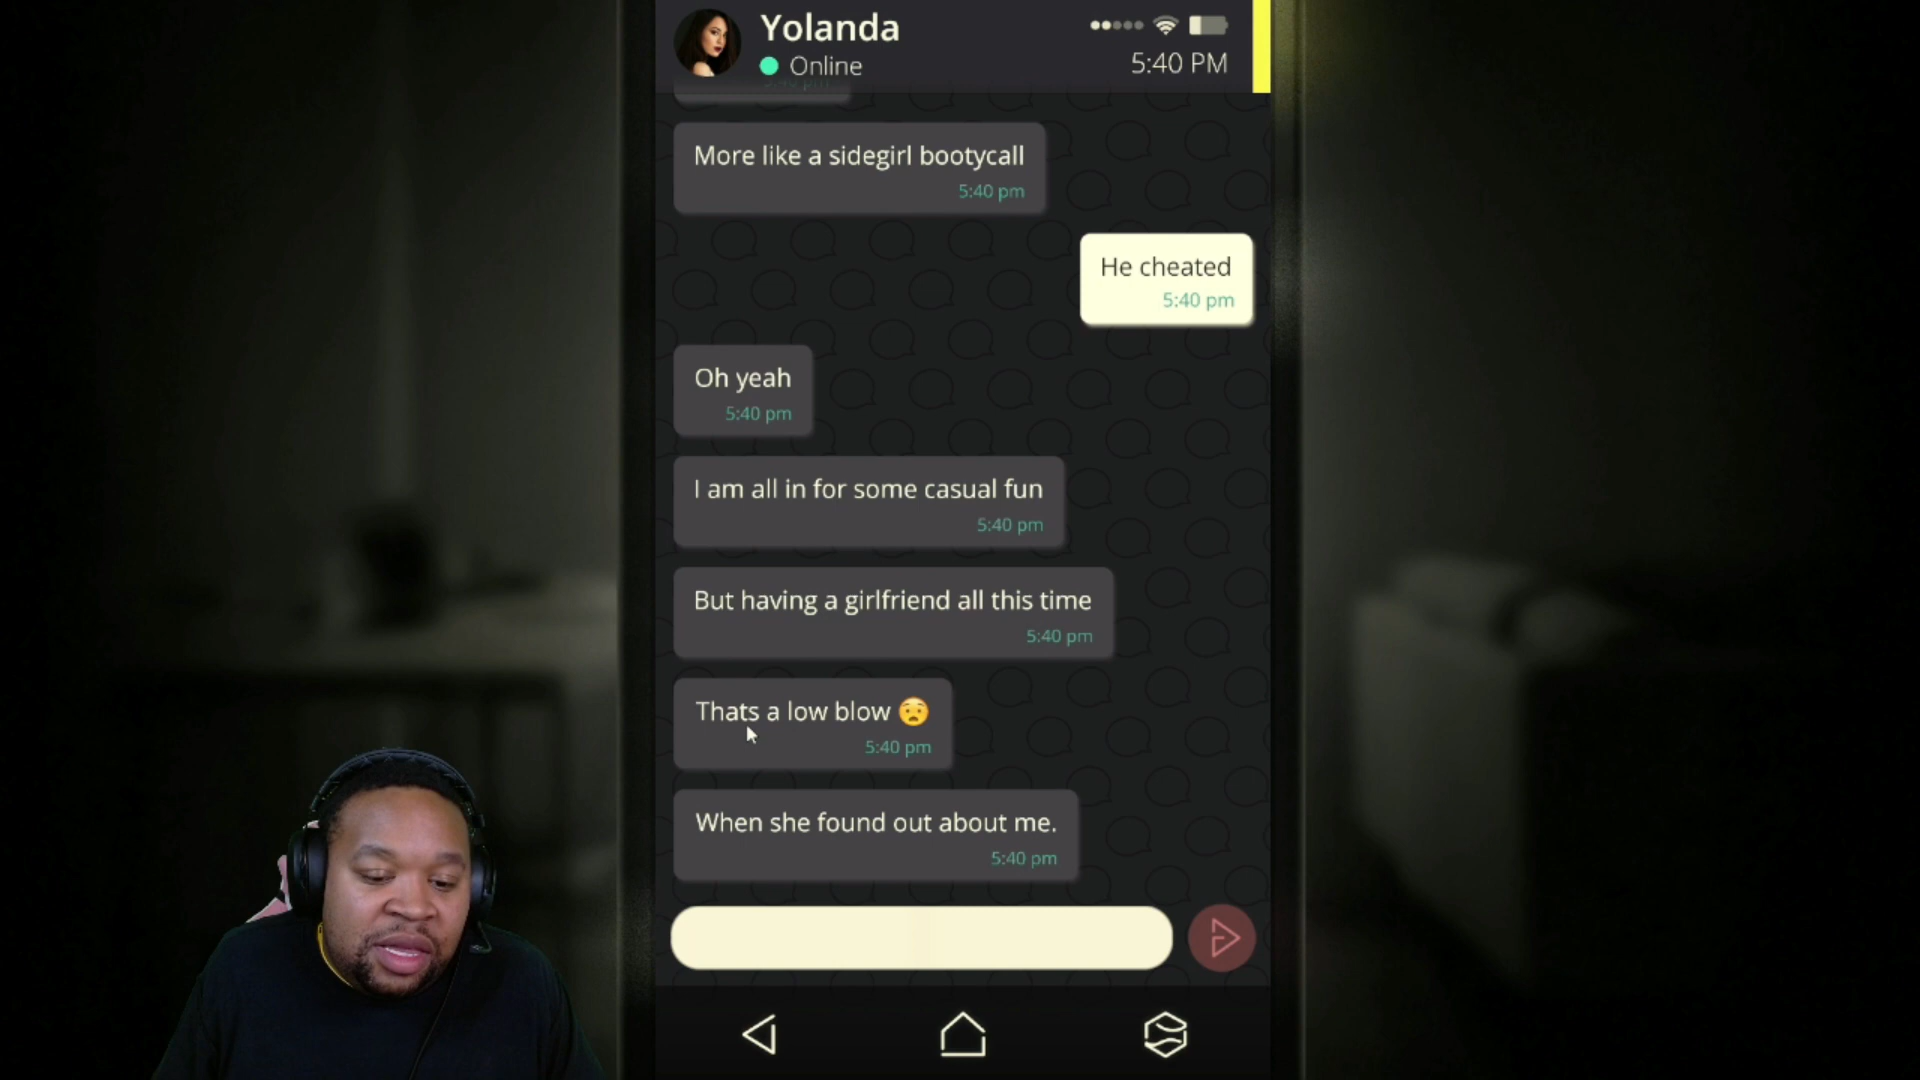 Yolanda
Online
5:40 PM
More like a sidegirl bootycall
5:40 pm
He cheated
5:40 pm
Oh yeah
5:40 pm
I am all in for some casual fun
5:40 pm
But having a girlfriend all this time
5:40 pm
Thats a low blow 😟
5:40 pm
When she found out about me.
5:40 pm